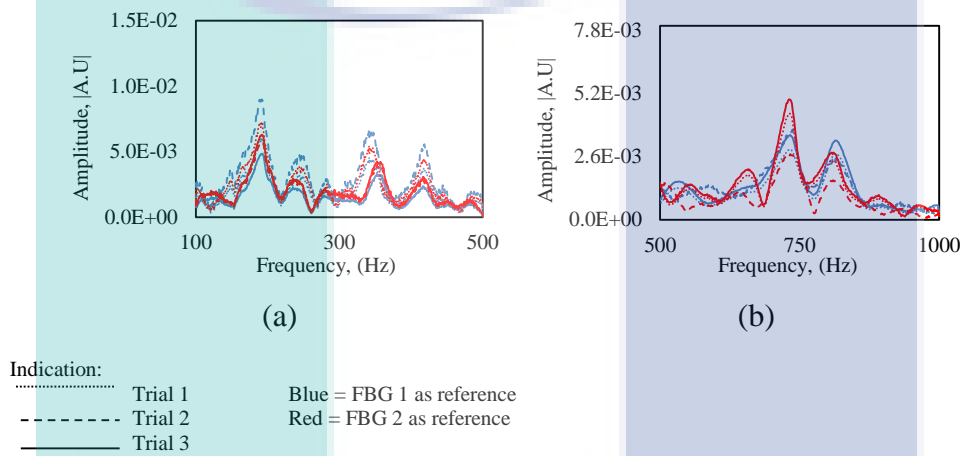 1.5E-02
1.0E-02
5.0E-03
0.0E+00
Amplitude, |A.U|
100
300
500
Frequency, (Hz)
(a)
7.8E-03
5.2E-03
2.6E-03
0.0E+00
Amplitude, |A.U|
500
750
1000
Frequency, (Hz)
(b)
Indication:
Trial 1
Trial 2
Trial 3
Blue = FBG 1 as reference
Red = FBG 2 as reference